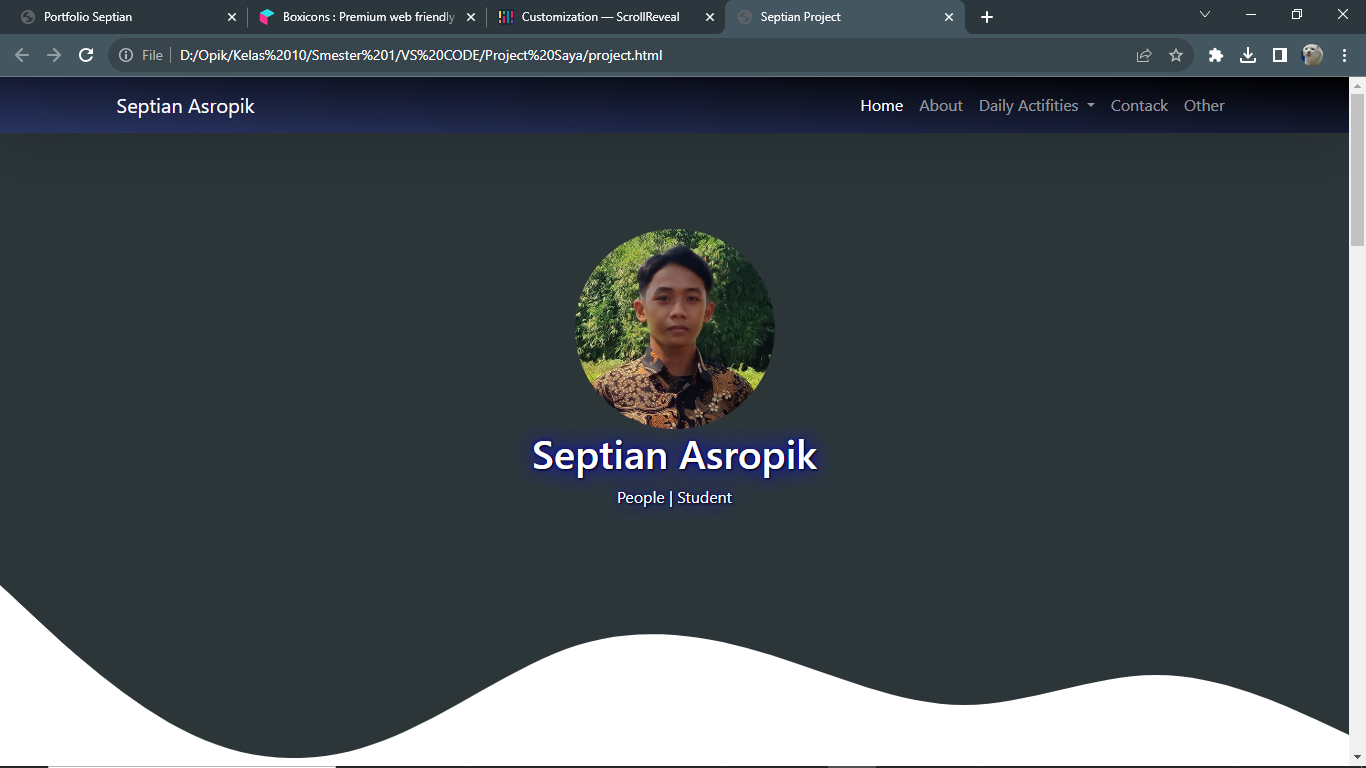 Portfolio Septian
Boxicons : Premium web friendly
Customization — ScrollReveal
Septian Project
File
D:/Opik/Kelas%2010/Smester%201/VS%20CODE/Project%20Saya/project.html
Septian Asropik
Home About Daily Actifities Contack Other
Septian Asropik
People | Student